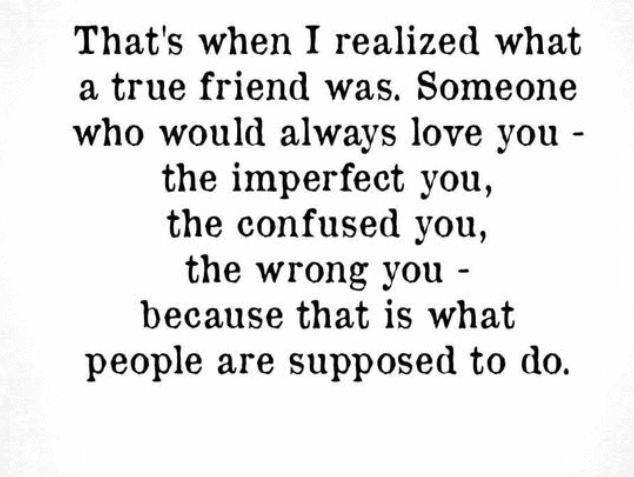 That's when I realized what
a true friend was. Someone
who would always love you -
the imperfect you,
the confused you,
the wrong you -
because that is what
people are supposed to do.